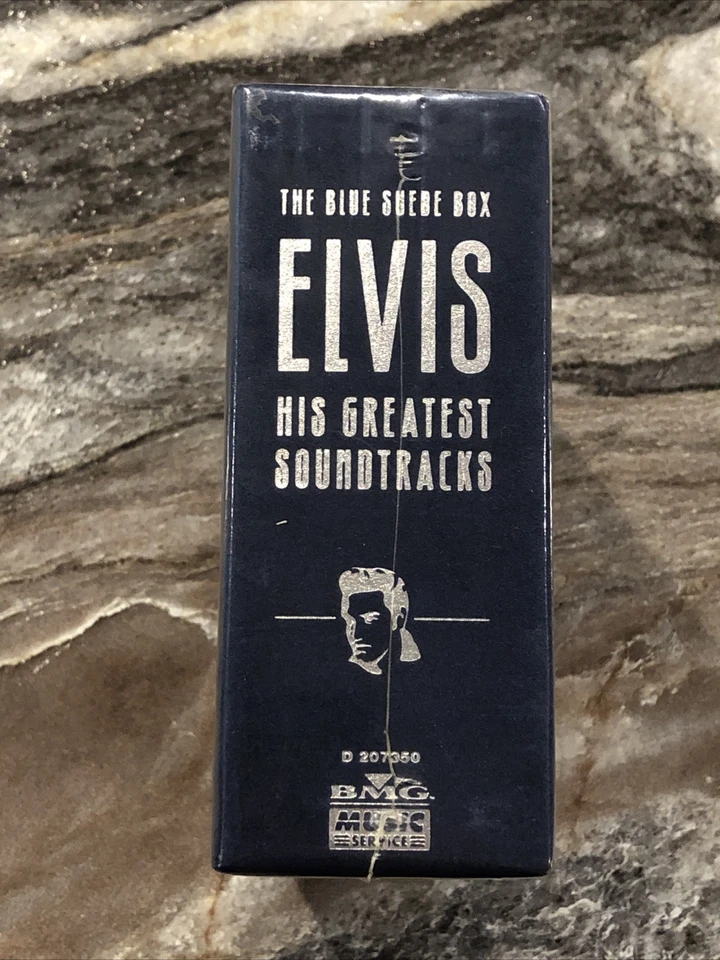 THE BLUE SUEDE BOX
ELVIS
HIS GREATEST
SOUNDTRACKS
D 207350
BMG
MUSIC
SERVICE